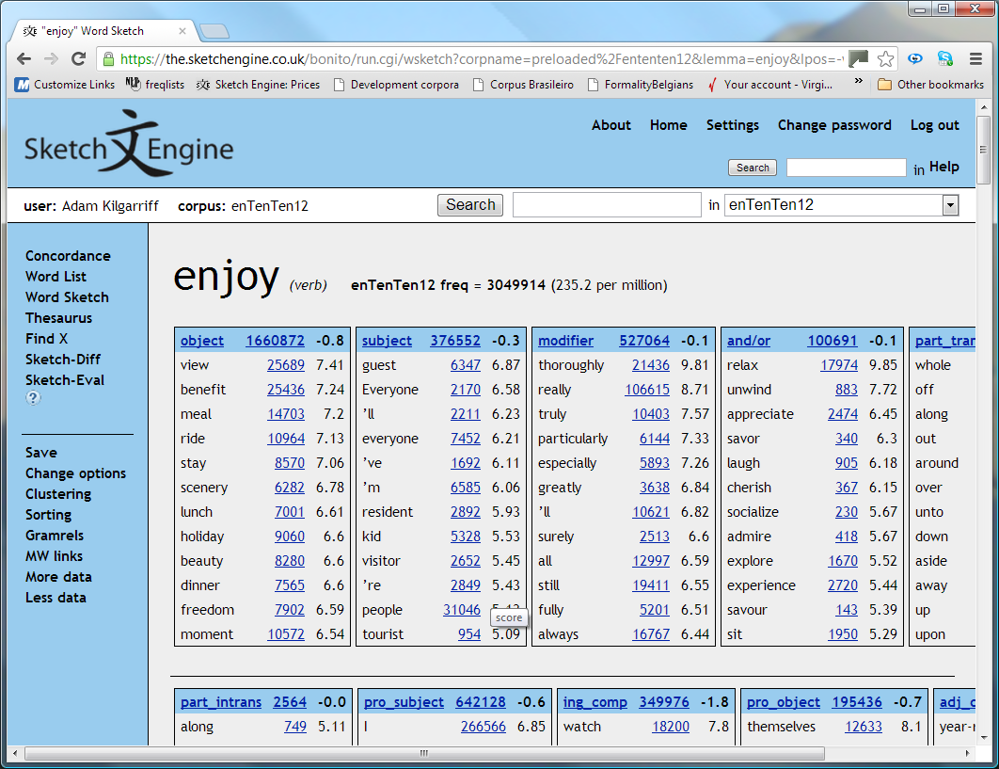 "enjoy" Word Sketch
https://the.sketchengine.co.uk/bonito/run.cgi/wsketch?corpname=preloaded%2Fententen12&lemma=enjoy&lpos=-v
Customize Links freqlists Sketch Engine: Prices Development corpora Corpus Brasileiro FormalityBelgians Your account - Virgi... » Other bookmarks
About Home Settings Change password Log out
Sketch 文 Engine
Search in Help
user: Adam Kilgarriff corpus: enTenTen12 Search in enTenTen12
Concordance
Word List
Word Sketch
Thesaurus
Find X
Sketch-Diff
Sketch-Eval
?
Save
Change options
Clustering
Sorting
Gramrels
MW links
More data
Less data
enjoy (verb) enTenTen12 freq = 3049914 (235.2 per million)
object 1660872 -0.8 subject 376552 -0.3 modifier 527064 -0.1 and/or 100691 -0.1 part_tran
view 25689 7.41 guest 6347 6.87 thoroughly 21436 9.81 relax 17974 9.85 whole
benefit 25436 7.24 Everyone 2170 6.58 really 106615 8.71 unwind 883 7.72 off
meal 14703 7.2 'll 2211 6.23 truly 10403 7.57 appreciate 2474 6.45 along
ride 10964 7.13 everyone 7452 6.21 particularly 6144 7.33 savor 340 6.3 out
stay 8570 7.06 've 1692 6.11 especially 5893 7.26 laugh 905 6.18 around
scenery 6282 6.78 'm 6585 6.06 greatly 3638 6.84 cherish 367 6.15 over
lunch 7001 6.61 resident 2892 5.93 'll 10621 6.82 socialize 230 5.67 unto
holiday 9060 6.6 kid 5328 5.53 surely 2513 6.6 admire 418 5.67 down
beauty 8280 6.6 visitor 2652 5.45 all 12997 6.59 explore 1670 5.52 aside
dinner 7565 6.6 're 2849 5.43 still 19411 6.55 experience 2720 5.44 away
freedom 7902 6.59 people 31046 fully 5201 6.51 savour 143 5.39 up
score
moment 10572 6.54 tourist 954 5.09 always 16767 6.44 sit 1950 5.29 upon
part_intrans 2564 -0.0 pro_subject 642128 -0.6 ing_comp 349976 -1.8 pro_object 195436 -0.7 adj_c
along 749 5.11 I 266566 6.85 watch 18200 7.8 themselves 12633 8.1 year-r